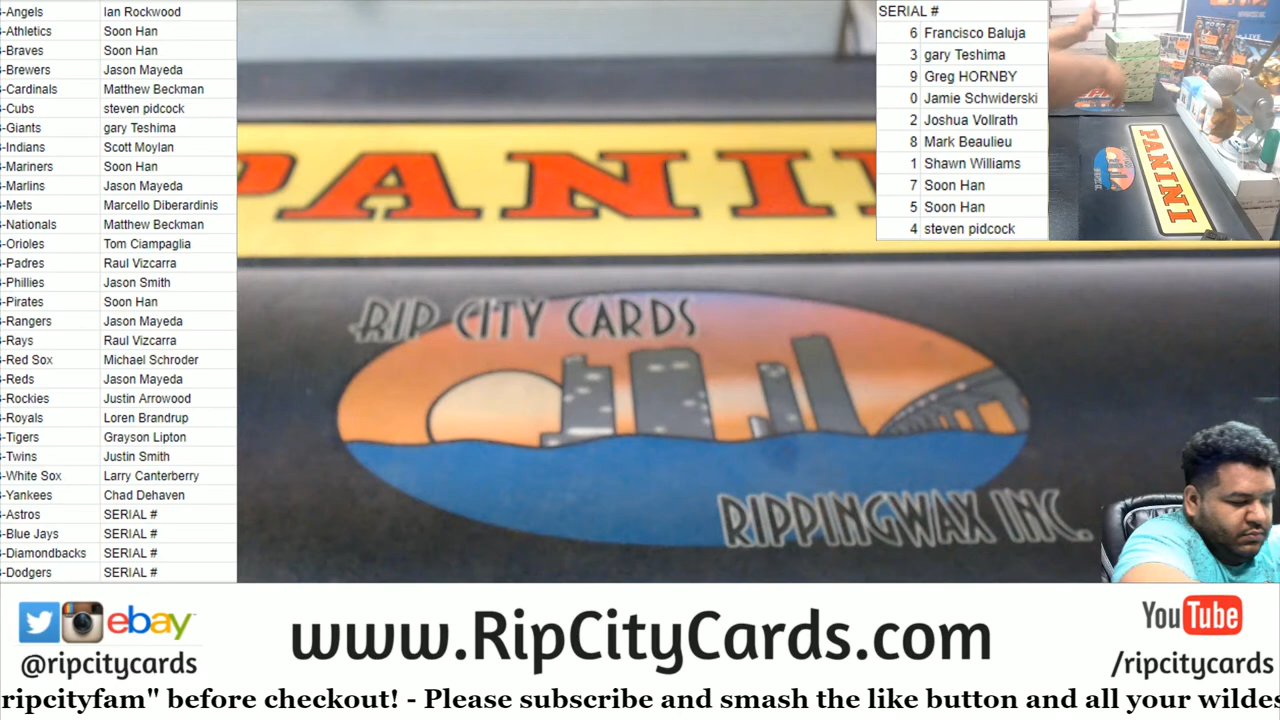 B-Angels Ian Rockwood
B-Athletics Soon Han
B-Braves Soon Han
B-Brewers Jason Mayeda
B-Cardinals Matthew Beckman
B-Cubs steven pidcock
B-Giants gary Teshima
B-Indians Scott Moylan
B-Mariners Soon Han
B-Marlins Jason Mayeda
B-Mets Marcello Diberardinis
B-Nationals Matthew Beckman
B-Orioles Tom Ciampaglia
B-Padres Raul Vizcarra
B-Phillies Jason Smith
B-Pirates Soon Han
B-Rangers Jason Mayeda
B-Rays Raul Vizcarra
B-Red Sox Michael Schroder
B-Reds Jason Mayeda
B-Rockies Justin Arrowood
B-Royals Loren Brandrup
B-Tigers Grayson Lipton
B-Twins Justin Smith
B-White Sox Larry Canterberry
B-Yankees Chad Dehaven
B-Astros SERIAL #
B-Blue Jays SERIAL #
B-Diamondbacks SERIAL #
B-Dodgers SERIAL #
SERIAL #
6 Francisco Baluja
3 gary Teshima
9 Greg HORNBY
0 Jamie Schwiderski
2 Joshua Vollrath
8 Mark Beaulieu
1 Shawn Williams
7 Soon Han
5 Soon Han
4 steven pidcock
PANINI
PANINI
RIP CITY CARDS
RIPPINGWAX INC.
ebay
@ripcitycards
www.RipCityCards.com
YouTube
/ripcitycards
ripcityfam" before checkout! - Please subscribe and smash the like button and all your wildes